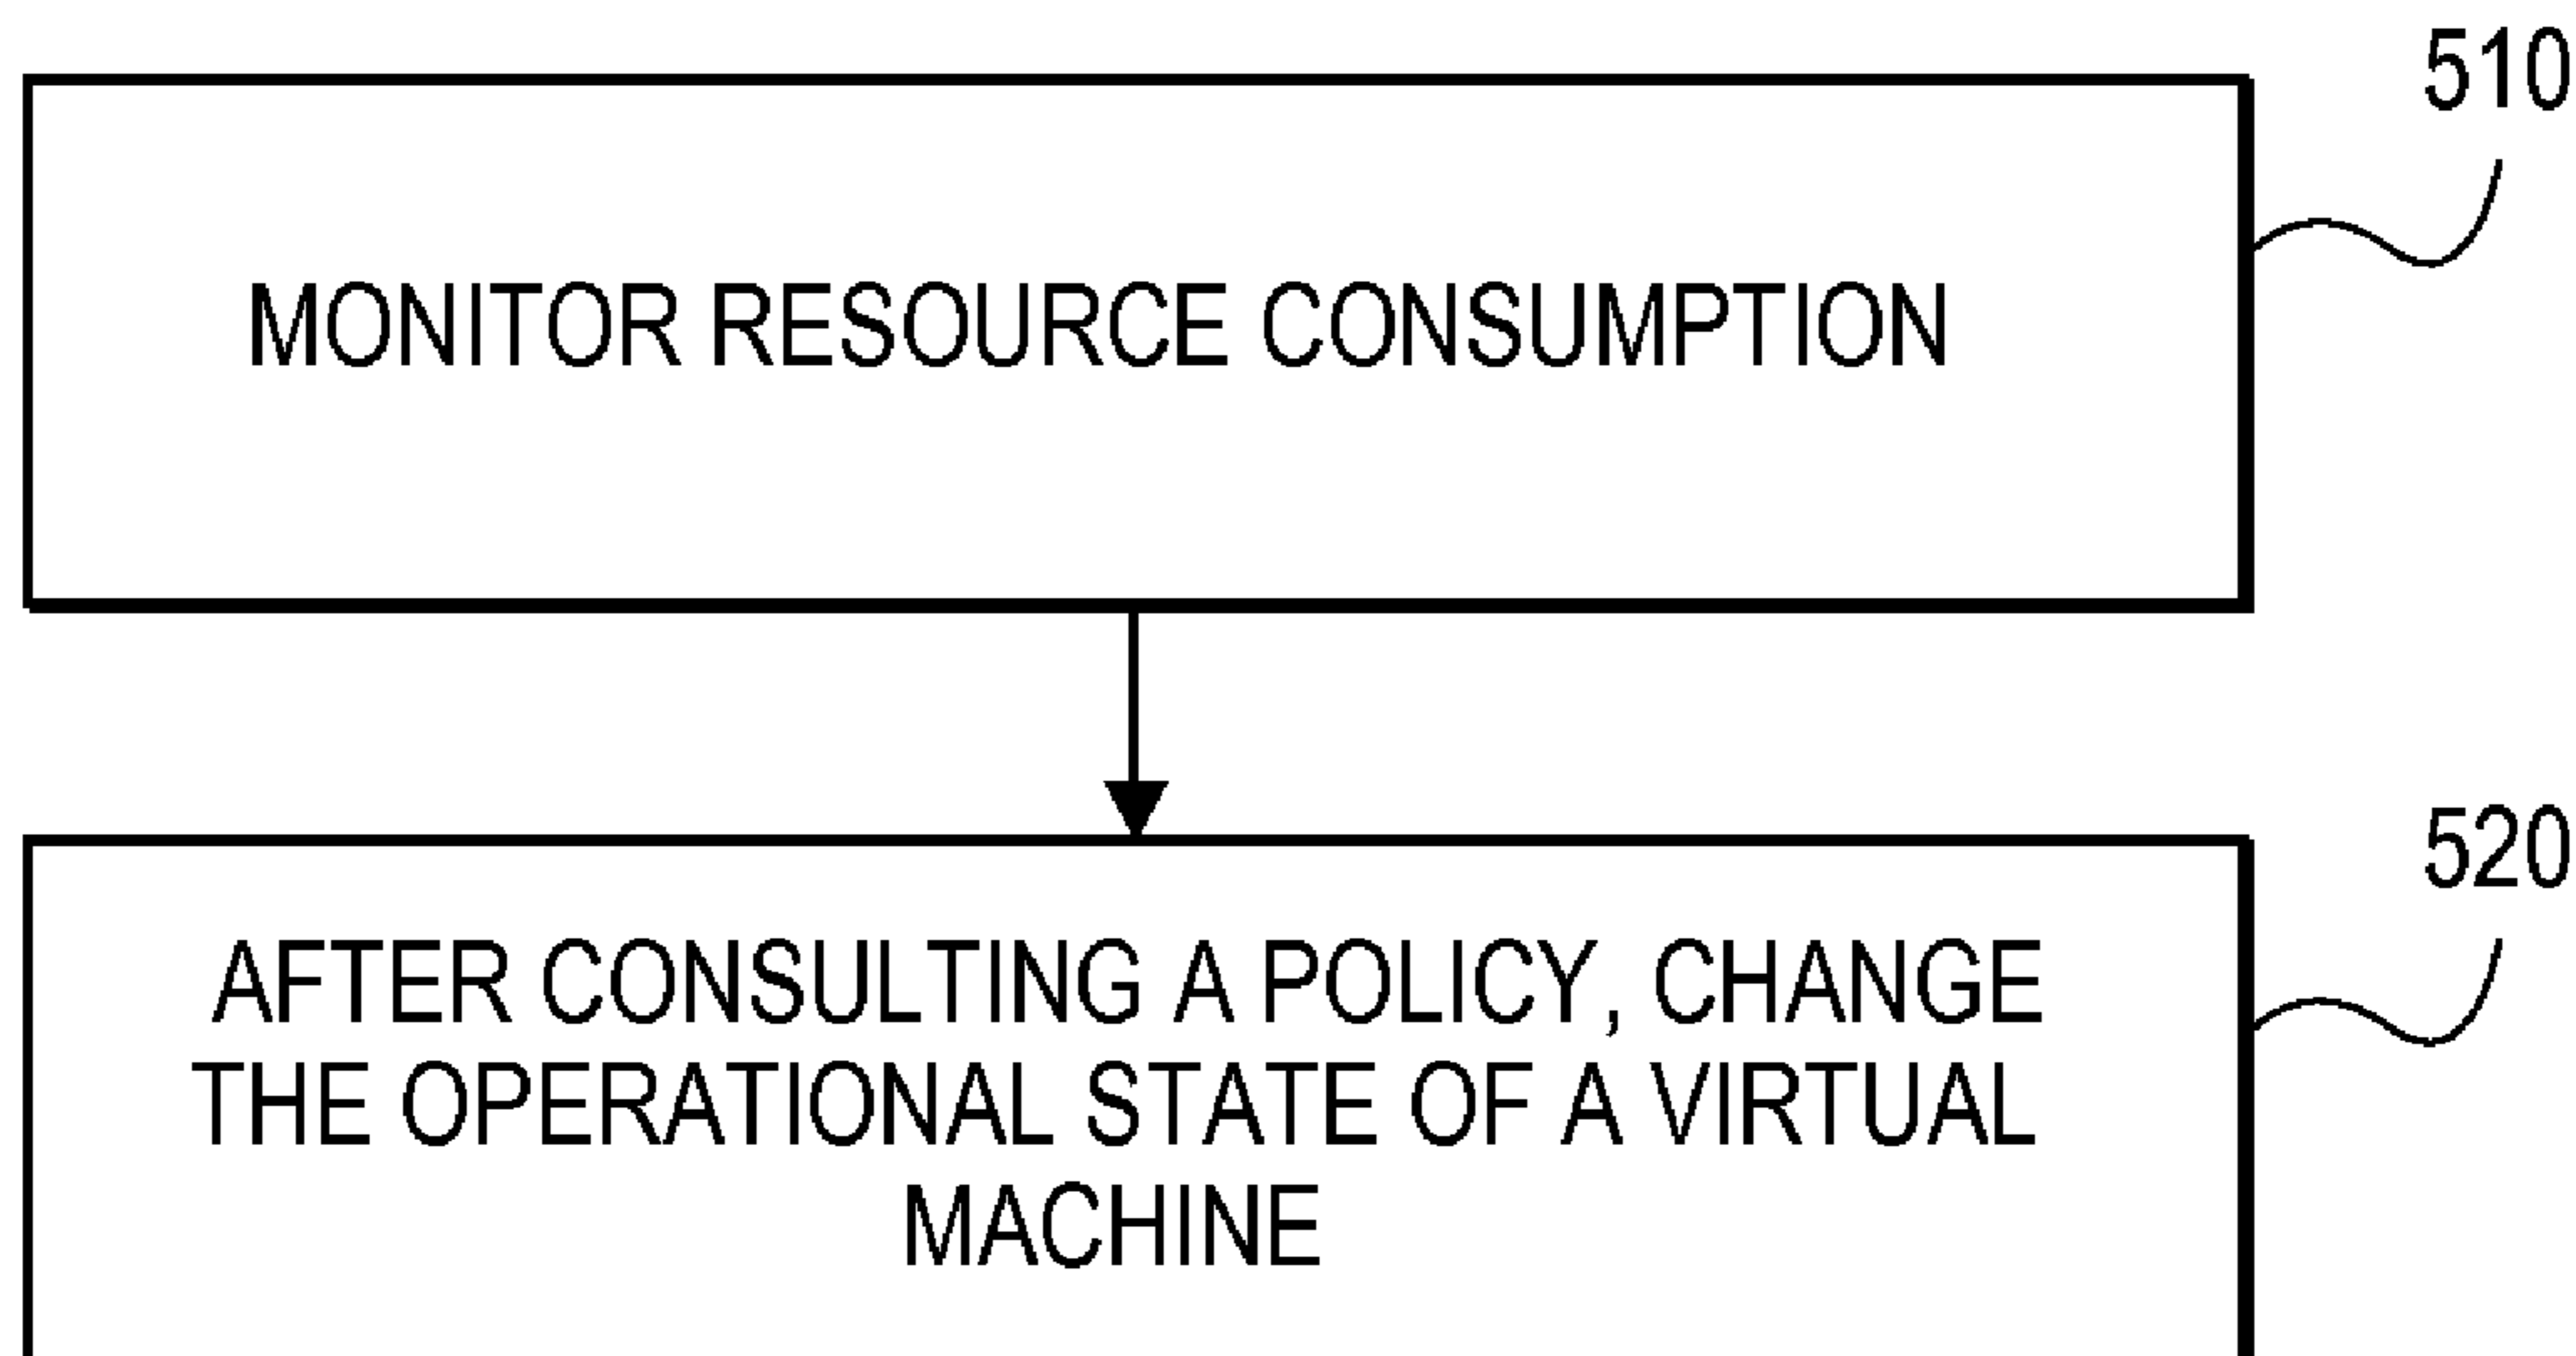 510
MONITOR RESOURCE CONSUMPTION
520
AFTER CONSULTING A POLICY, CHANGE
THE OPERATIONAL STATE OF A VIRTUAL
MACHINE